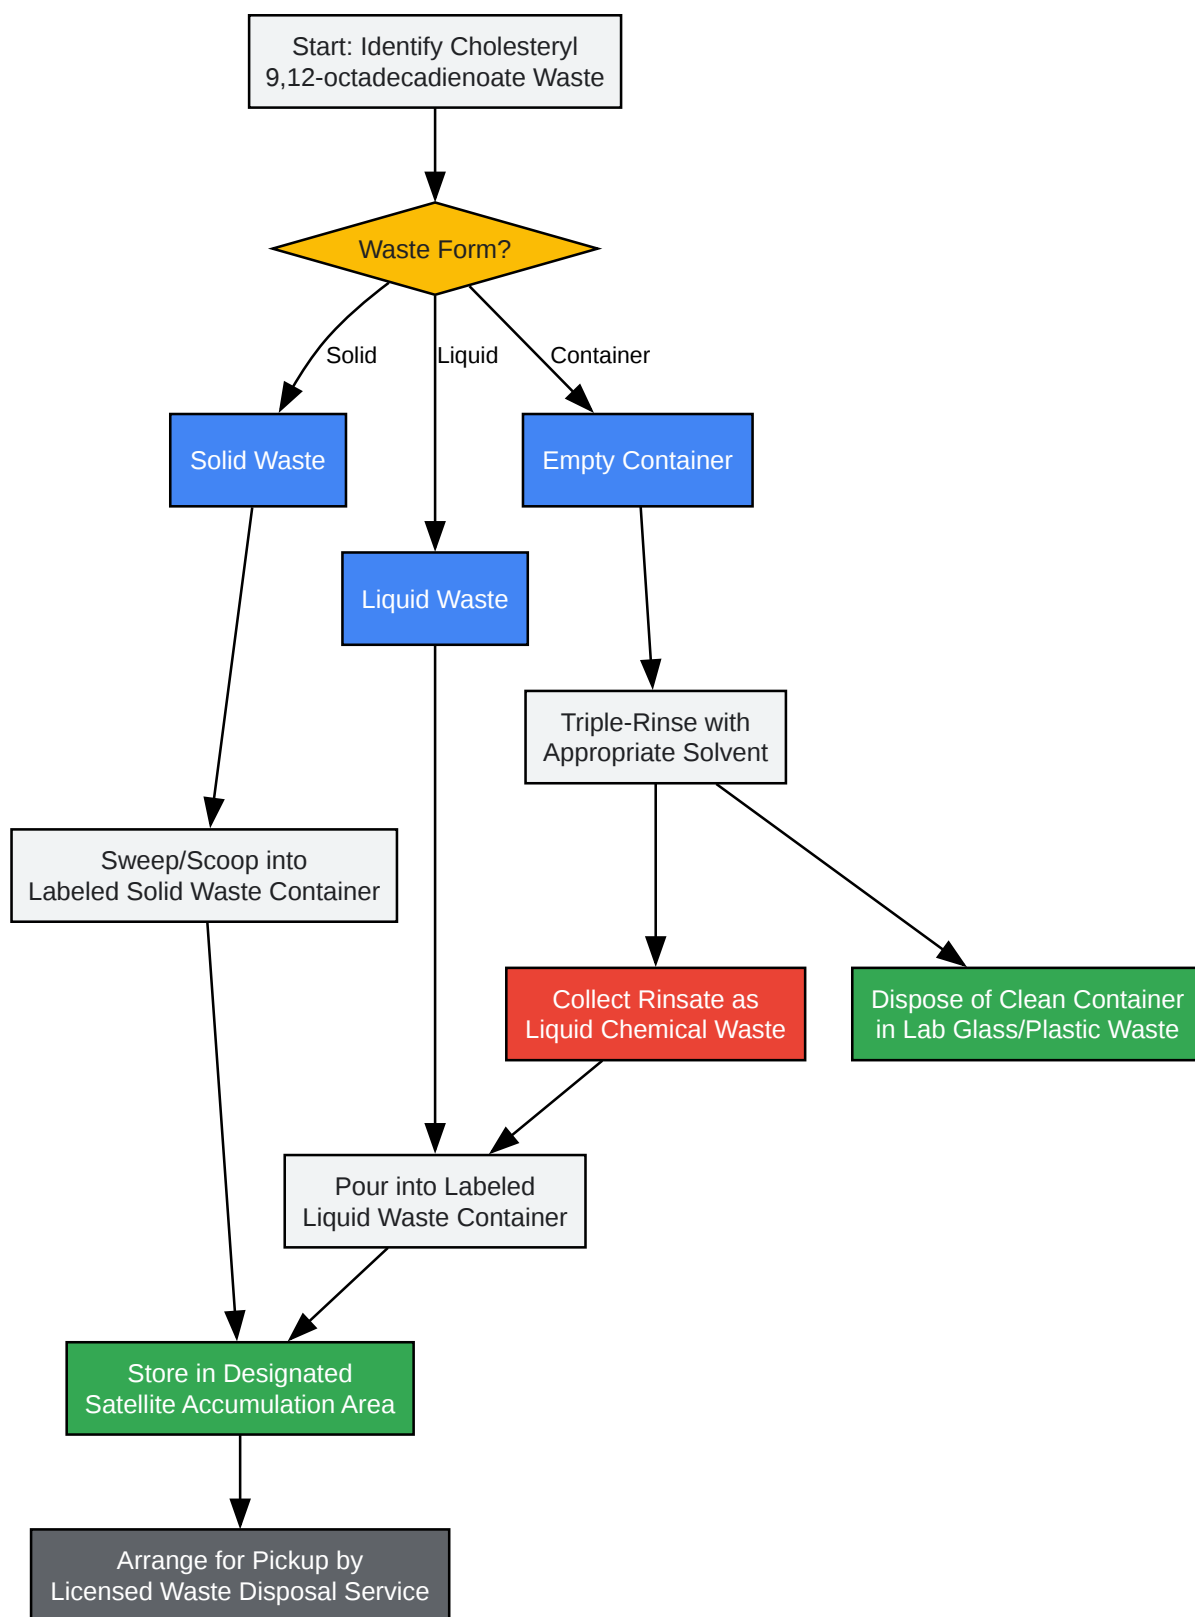 Start: Identify Cholesteryl
9,12-octadecadienoate Waste
Waste Form?
Solid
Liquid
Container
Solid Waste
Empty Container
Liquid Waste
Triple-Rinse with
Appropriate Solvent
Sweep/Scoop into
Labeled Solid Waste Container
Collect Rinsate as
Liquid Chemical Waste
Dispose of Clean Container
in Lab Glass/Plastic Waste
Pour into Labeled
Liquid Waste Container
Store in Designated
Satellite Accumulation Area
Arrange for Pickup by
Licensed Waste Disposal Service